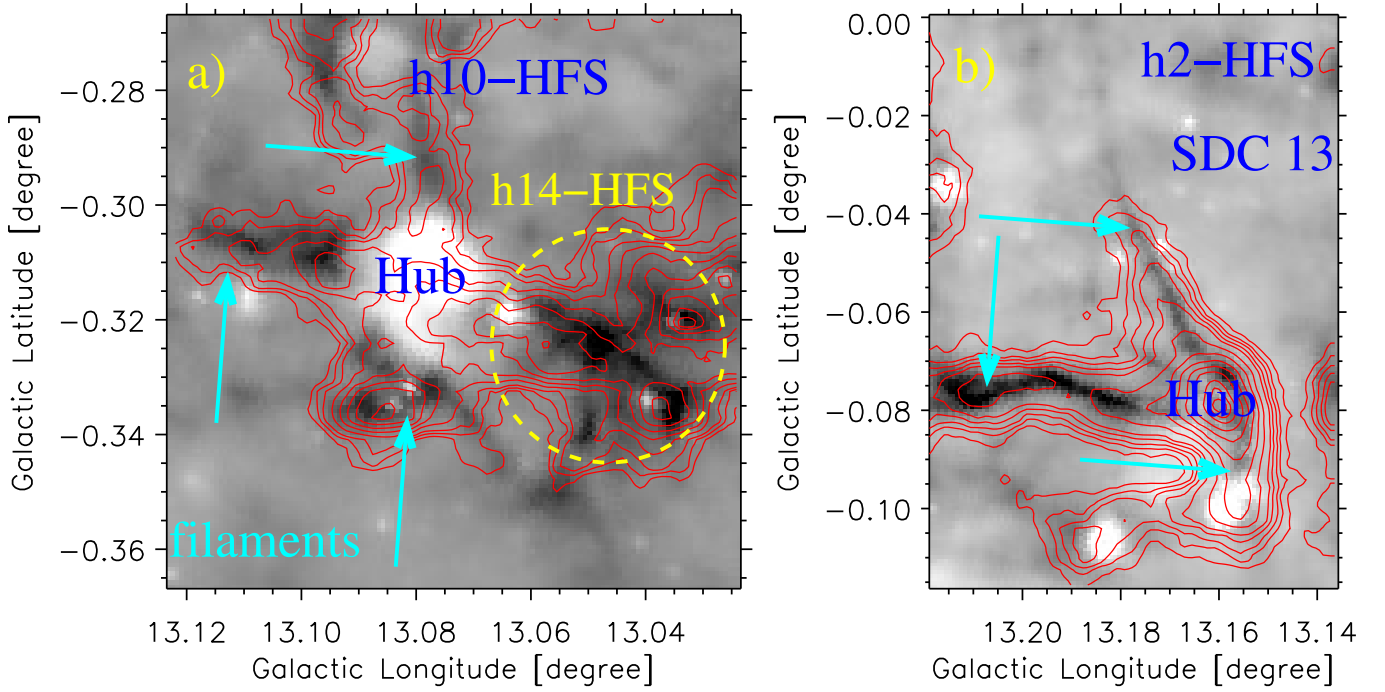 a)
h10−HFS
h14−HFS
Hub
filaments
−0.28
−0.30
−0.32
−0.34
−0.36
Galactic Latitude [degree]
13.12 13.10 13.08 13.06 13.04
Galactic Longitude [degree]
b)
h2−HFS
SDC 13
Hub
0.00
−0.02
−0.04
−0.06
−0.08
−0.10
Galactic Latitude [degree]
13.20 13.18 13.16 13.14
Galactic Longitude [degree]